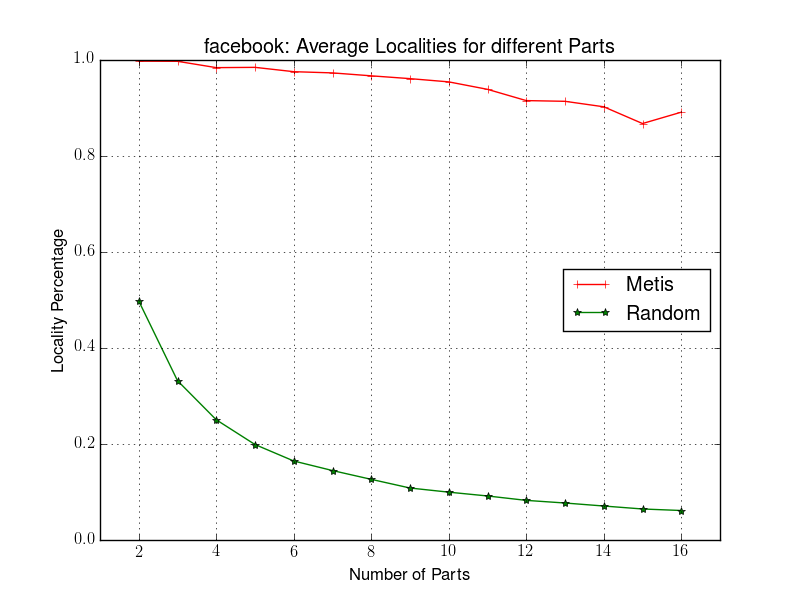 facebook: Average Localities for different Parts
1.0
0.8
0.6
0.4
0.2
0.0
Locality Percentage
Metis
Random
2 4 6 8 10 12 14 16
Number of Parts